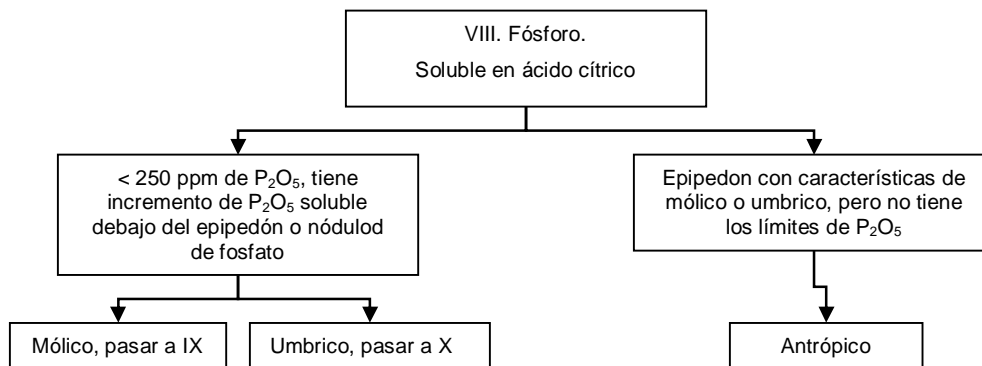 VIII. Fósforo.
Soluble en ácido cítrico
< 250 ppm de P₂O₅, tiene
incremento de P₂O₅ soluble
debajo del epipedón o nódulod
de fosfato
Epipedon con características de
mólico o umbrico, pero no tiene
los límites de P₂O₅
Mólico, pasar a IX
Umbrico, pasar a X
Antrópico